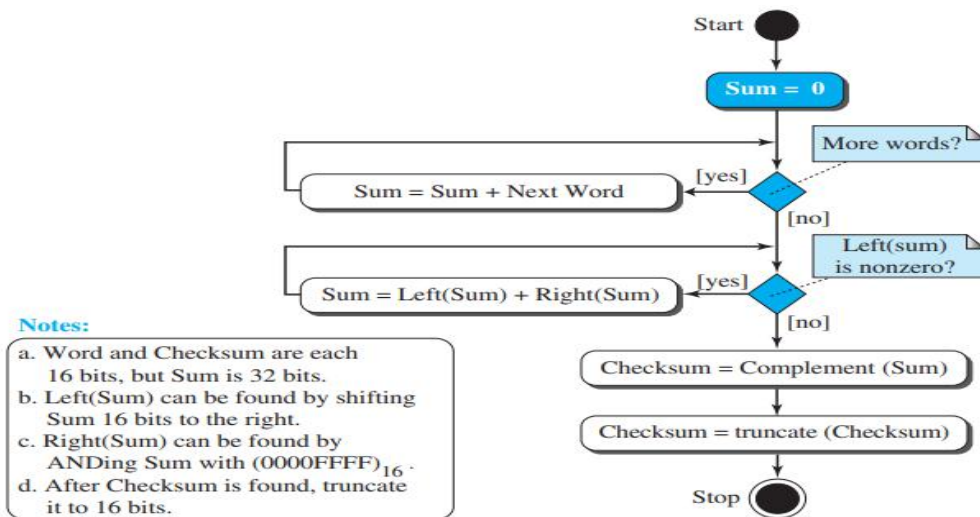 Start
Sum = 0
More words?
[yes]
Sum = Sum + Next Word
[no]
Left(sum)
is nonzero?
[yes]
Sum = Left(Sum) + Right(Sum)
[no]
Notes:
a. Word and Checksum are each
16 bits, but Sum is 32 bits.
b. Left(Sum) can be found by shifting
Sum 16 bits to the right.
c. Right(Sum) can be found by
ANDing Sum with (0000FFFF)16.
d. After Checksum is found, truncate
it to 16 bits.
Checksum = Complement (Sum)
Checksum = truncate (Checksum)
Stop